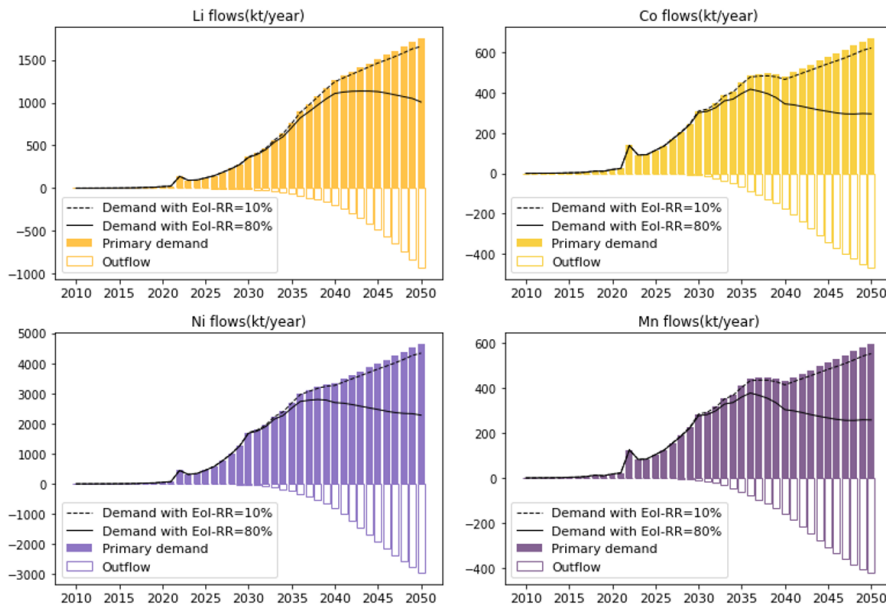 Li flows(kt/year)
1500
1000
500
0
−500
−1000
Demand with EoI-RR=10%
Demand with EoI-RR=80%
Primary demand
Outflow
2010 2015 2020 2025 2030 2035 2040 2045 2050
Co flows(kt/year)
600
400
200
0
−200
−400
Demand with EoI-RR=10%
Demand with EoI-RR=80%
Primary demand
Outflow
2010 2015 2020 2025 2030 2035 2040 2045 2050
Ni flows(kt/year)
5000
4000
3000
2000
1000
0
−1000
−2000
−3000
Demand with EoI-RR=10%
Demand with EoI-RR=80%
Primary demand
Outflow
2010 2015 2020 2025 2030 2035 2040 2045 2050
Mn flows(kt/year)
600
400
200
0
−200
−400
Demand with EoI-RR=10%
Demand with EoI-RR=80%
Primary demand
Outflow
2010 2015 2020 2025 2030 2035 2040 2045 2050